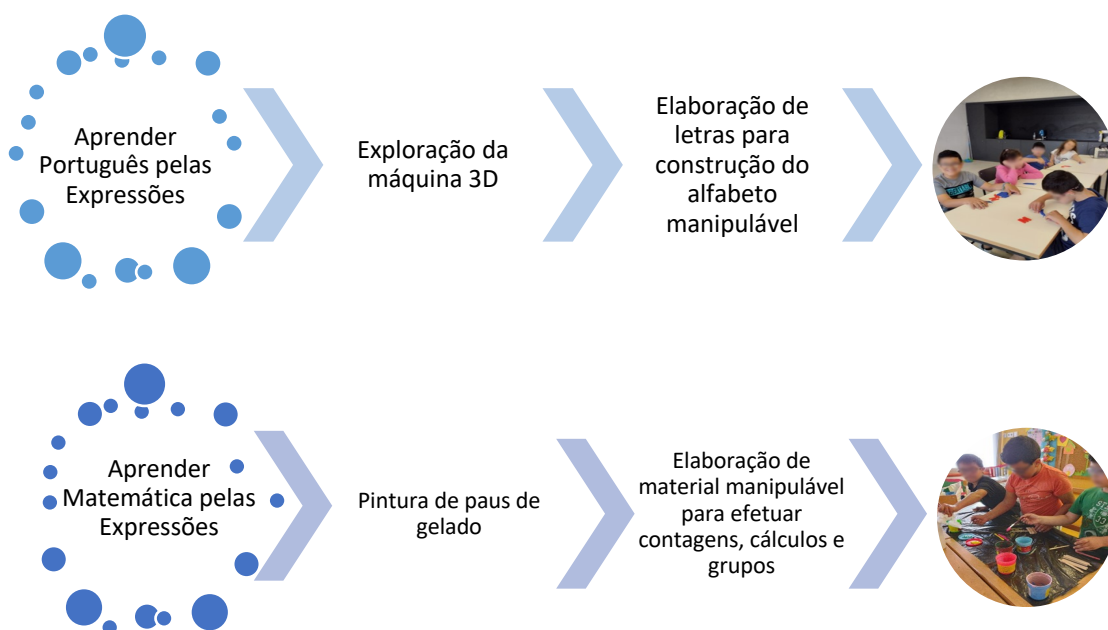 Aprender
Português pelas
Expressões
Exploração da
máquina 3D
Elaboração de
letras para
construção do
alfabeto
manipulável
Aprender
Matemática pelas
Expressões
Pintura de paus de
gelado
Elaboração de
material manipulável
para efetuar
contagens, cálculos e
grupos